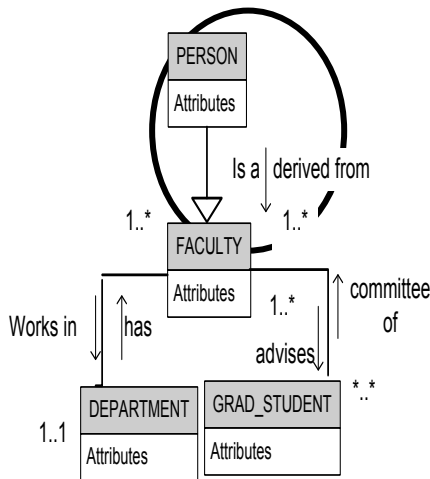 PERSON
Attributes
Is a derived from
1..* 1..*
FACULTY
Attributes
1..*
committee
of
Works in has
advises
*..*
DEPARTMENT GRAD_STUDENT
1..1
Attributes Attributes